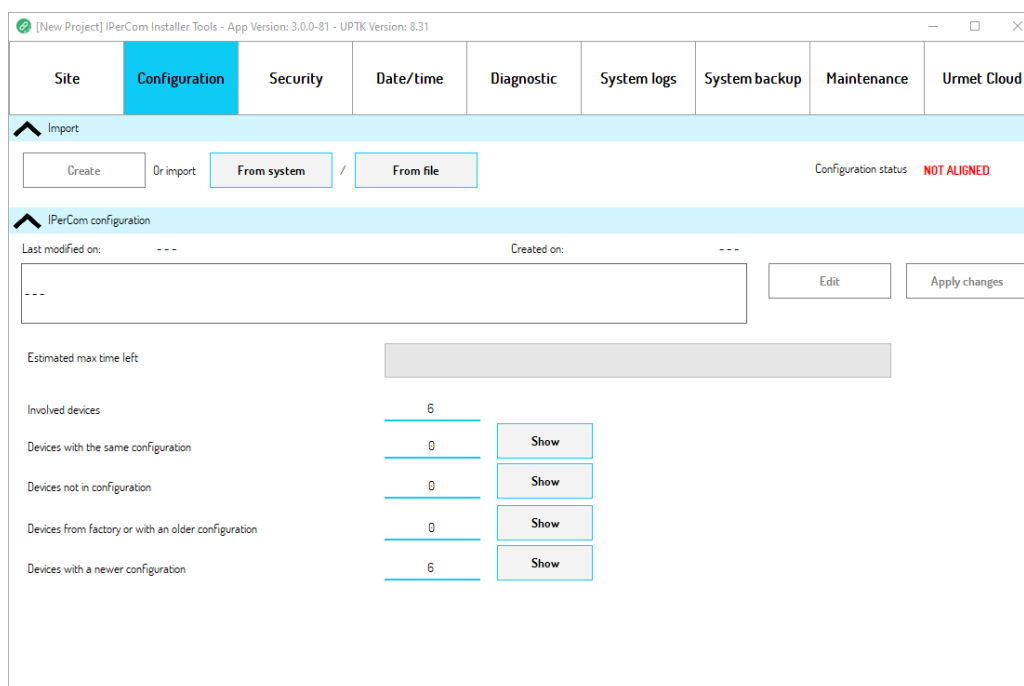 [New Project] IPerCom Installer Tools - App Version: 3.0.0-81 - UPTK Version: 8.31
Site Configuration Security Date/time Diagnostic System logs System backup Maintenance Urmet Cloud
Import
Create Or import From system / From file Configuration status NOT ALIGNED
IPerCom configuration
Last modified on: --- Created on: ---
--- Edit Apply changes
Estimated max time left
Involved devices 6
Devices with the same configuration 0 Show
Devices not in configuration 0 Show
Devices from factory or with an older configuration 0 Show
Devices with a newer configuration 6 Show